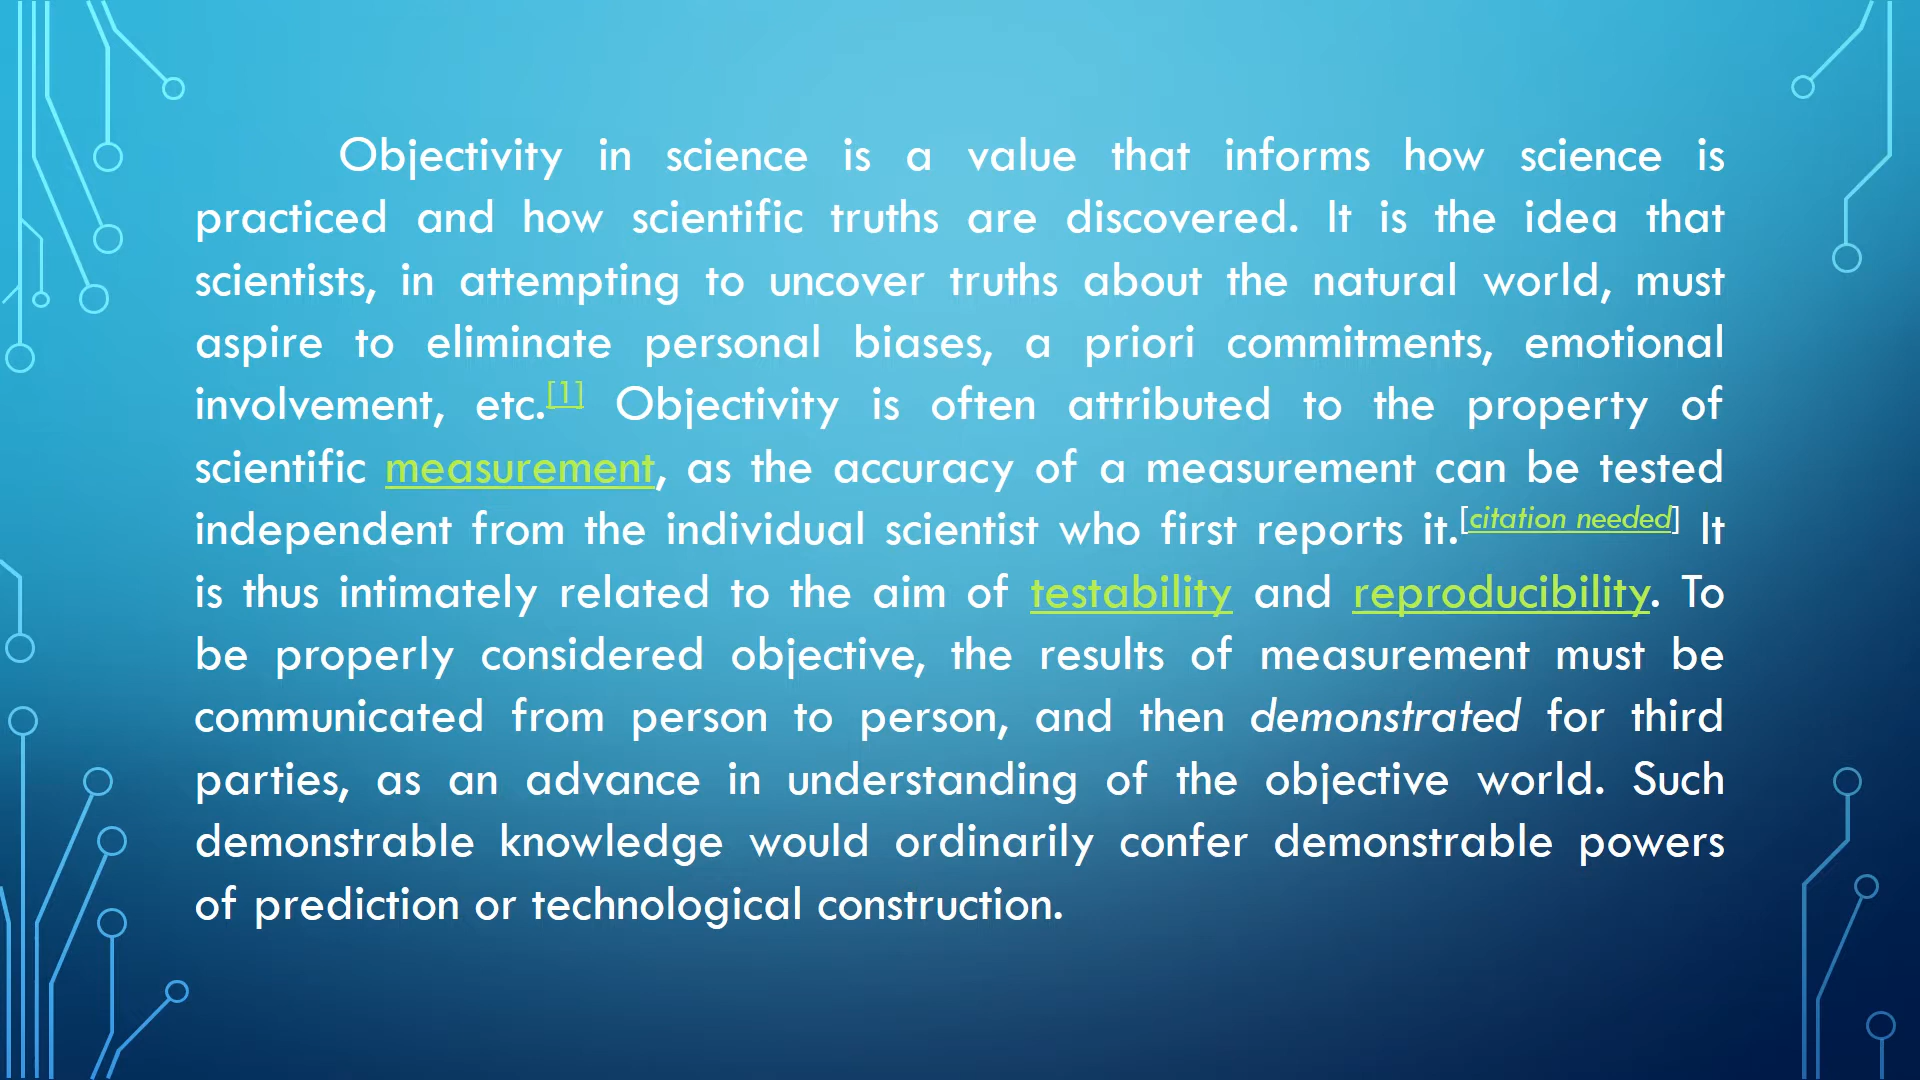 Objectivity in science is a value that informs how science is
practiced and how scientific truths are discovered. It is the idea that
scientists, in attempting to uncover truths about the natural world, must
aspire to eliminate personal biases, a priori commitments, emotional
involvement, etc.[1] Objectivity is often attributed to the property of
scientific measurement, as the accuracy of a measurement can be tested
independent from the individual scientist who first reports it.[citation needed] It
is thus intimately related to the aim of testability and reproducibility. To
be properly considered objective, the results of measurement must be
communicated from person to person, and then demonstrated for third
parties, as an advance in understanding of the objective world. Such
demonstrable knowledge would ordinarily confer demonstrable powers
of prediction or technological construction.